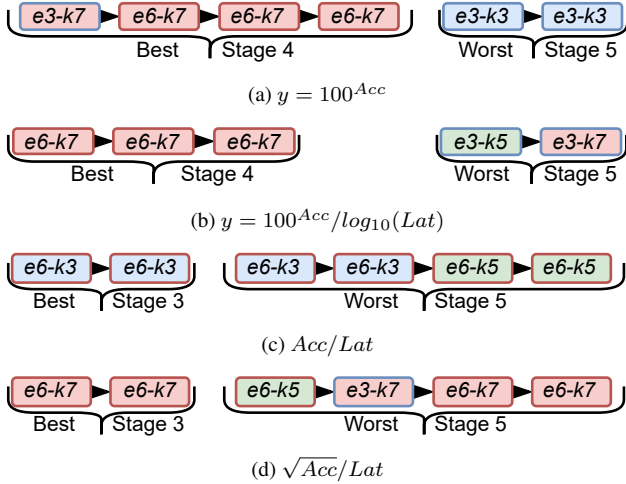 e3-k7 e6-k7 e6-k7 e6-k7 e3-k3 e3-k3
Best Stage 4 Worst Stage 5
(a) y = 100^{Acc}
e6-k7 e6-k7 e6-k7 e3-k5 e3-k7
Best Stage 4 Worst Stage 5
(b) y = 100^{Acc}/log_{10}(Lat)
e6-k3 e6-k3 e6-k3 e6-k3 e6-k5 e6-k5
Best Stage 3 Worst Stage 5
(c) Acc/Lat
e6-k7 e6-k7 e6-k5 e3-k7 e6-k7 e6-k7
Best Stage 3 Worst Stage 5
(d) √Acc/Lat